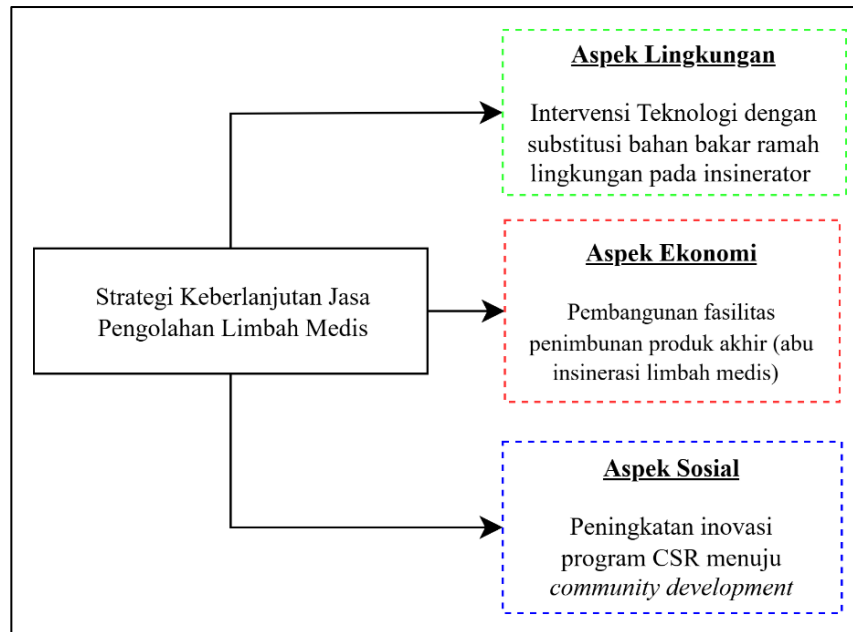 Aspek Lingkungan
Intervensi Teknologi dengan
substitusi bahan bakar ramah
lingkungan pada insinerator
Strategi Keberlanjutan Jasa
Pengolahan Limbah Medis
Aspek Ekonomi
Pembangunan fasilitas
penimbunan produk akhir (abu
insinerasi limbah medis)
Aspek Sosial
Peningkatan inovasi
program CSR menuju
community development